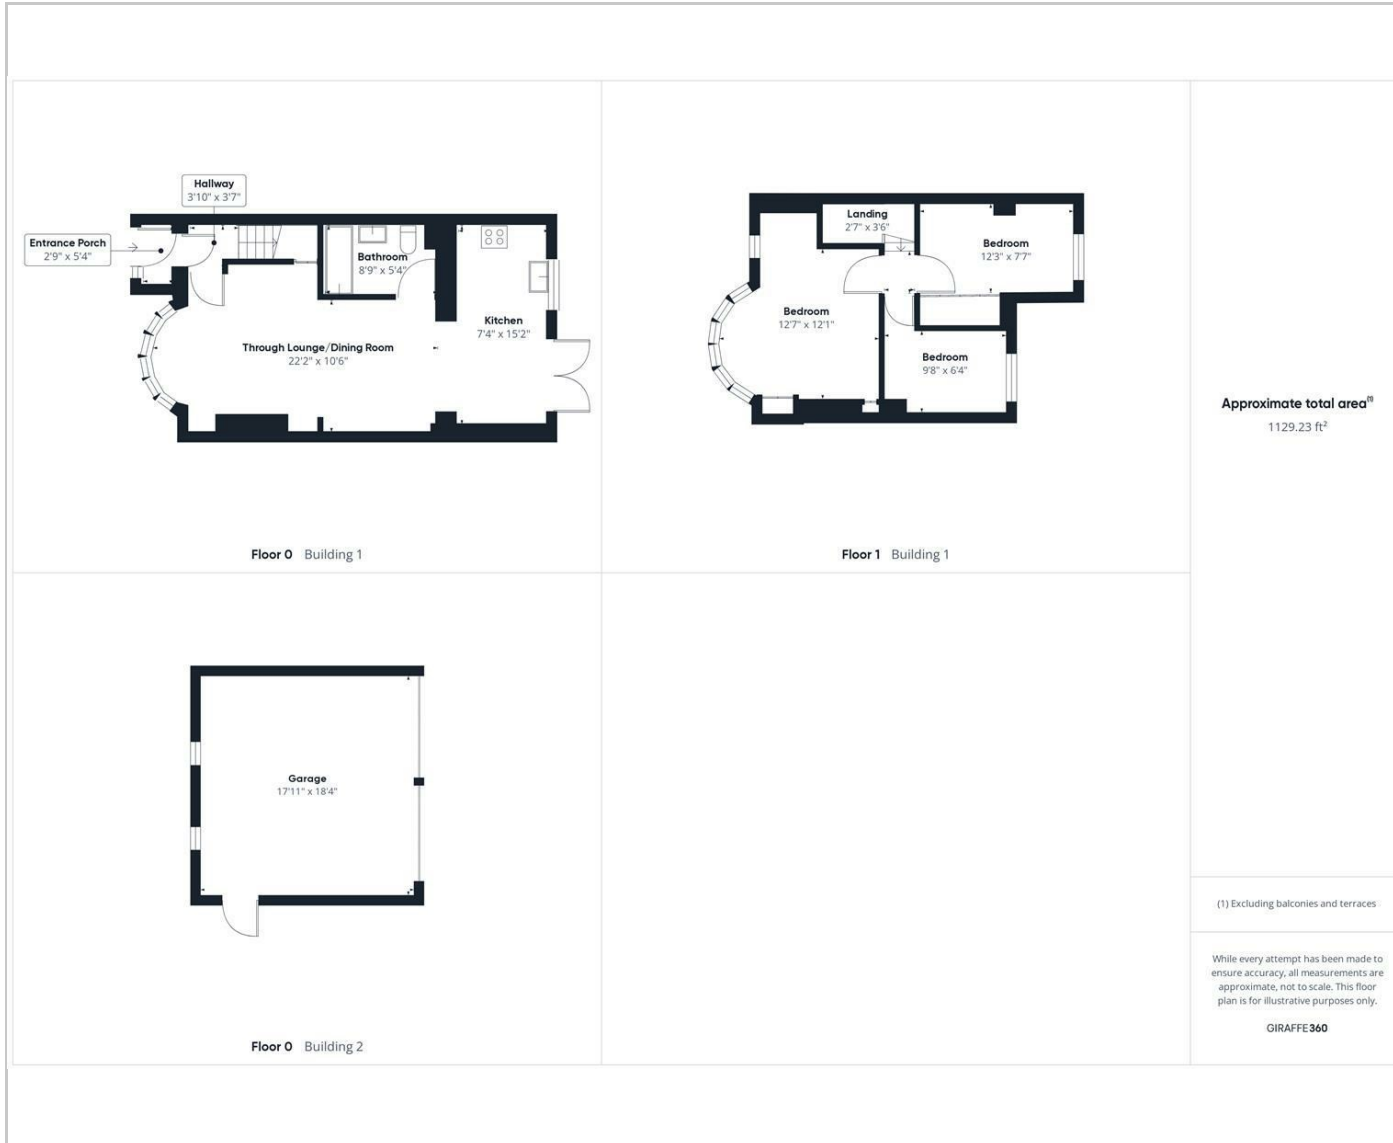 Hallway
3'10" x 3'7"
Entrance Porch
2'9" x 5'4"
Bathroom
8'9" x 5'4"
Kitchen
7'4" x 15'2"
Through Lounge/Dining Room
22'2" x 10'6"
Floor 0 Building 1
Landing
2'7" x 3'6"
Bedroom
12'3" x 7'7"
Bedroom
12'7" x 12'1"
Bedroom
9'8" x 6'4"
Floor 1 Building 1
Garage
17'11" x 18'4"
Floor 0 Building 2
Approximate total area⁽¹⁾
1129.23 ft²
(1) Excluding balconies and terraces
While every attempt has been made to
ensure accuracy, all measurements are
approximate, not to scale. This floor
plan is for illustrative purposes only.
GIRAFFE360